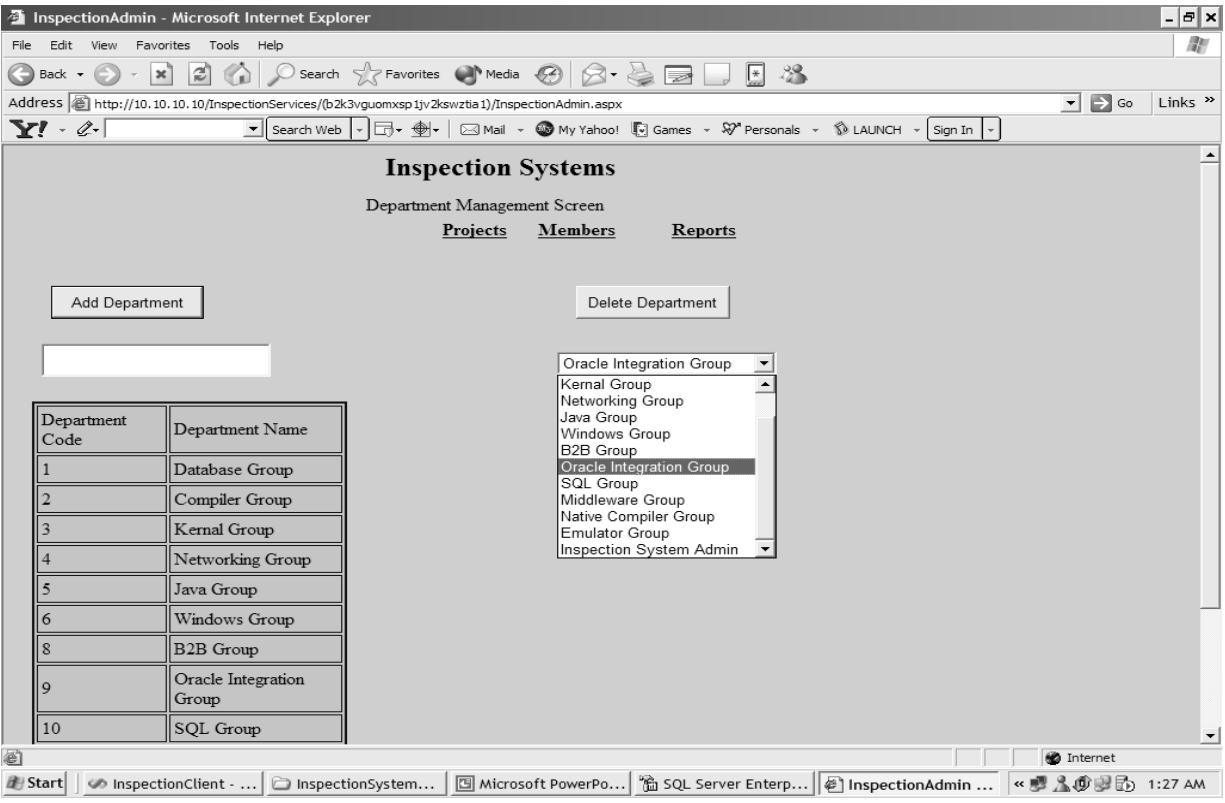 InspectionAdmin - Microsoft Internet Explorer
File Edit View Favorites Tools Help
Back Search Favorites Media
Address http://10.10.10.10/InspectionServices/(b2k3vguomxsp1jv2kswztia1)/InspectionAdmin.aspx Go Links »
Y! Search Web Mail My Yahoo! Games Personals LAUNCH Sign In
Inspection Systems
Department Management Screen
Projects Members Reports
Add Department Delete Department
Oracle Integration Group
Kernal Group
Networking Group
Java Group
Windows Group
B2B Group
Oracle Integration Group
SQL Group
Middleware Group
Native Compiler Group
Emulator Group
Inspection System Admin
Department Code Department Name
1 Database Group
2 Compiler Group
3 Kernal Group
4 Networking Group
5 Java Group
6 Windows Group
8 B2B Group
9 Oracle Integration Group
10 SQL Group
Internet
Start InspectionClient - ... InspectionSystem... Microsoft PowerPo... SQL Server Enterp... InspectionAdmin ... « 1:27 AM